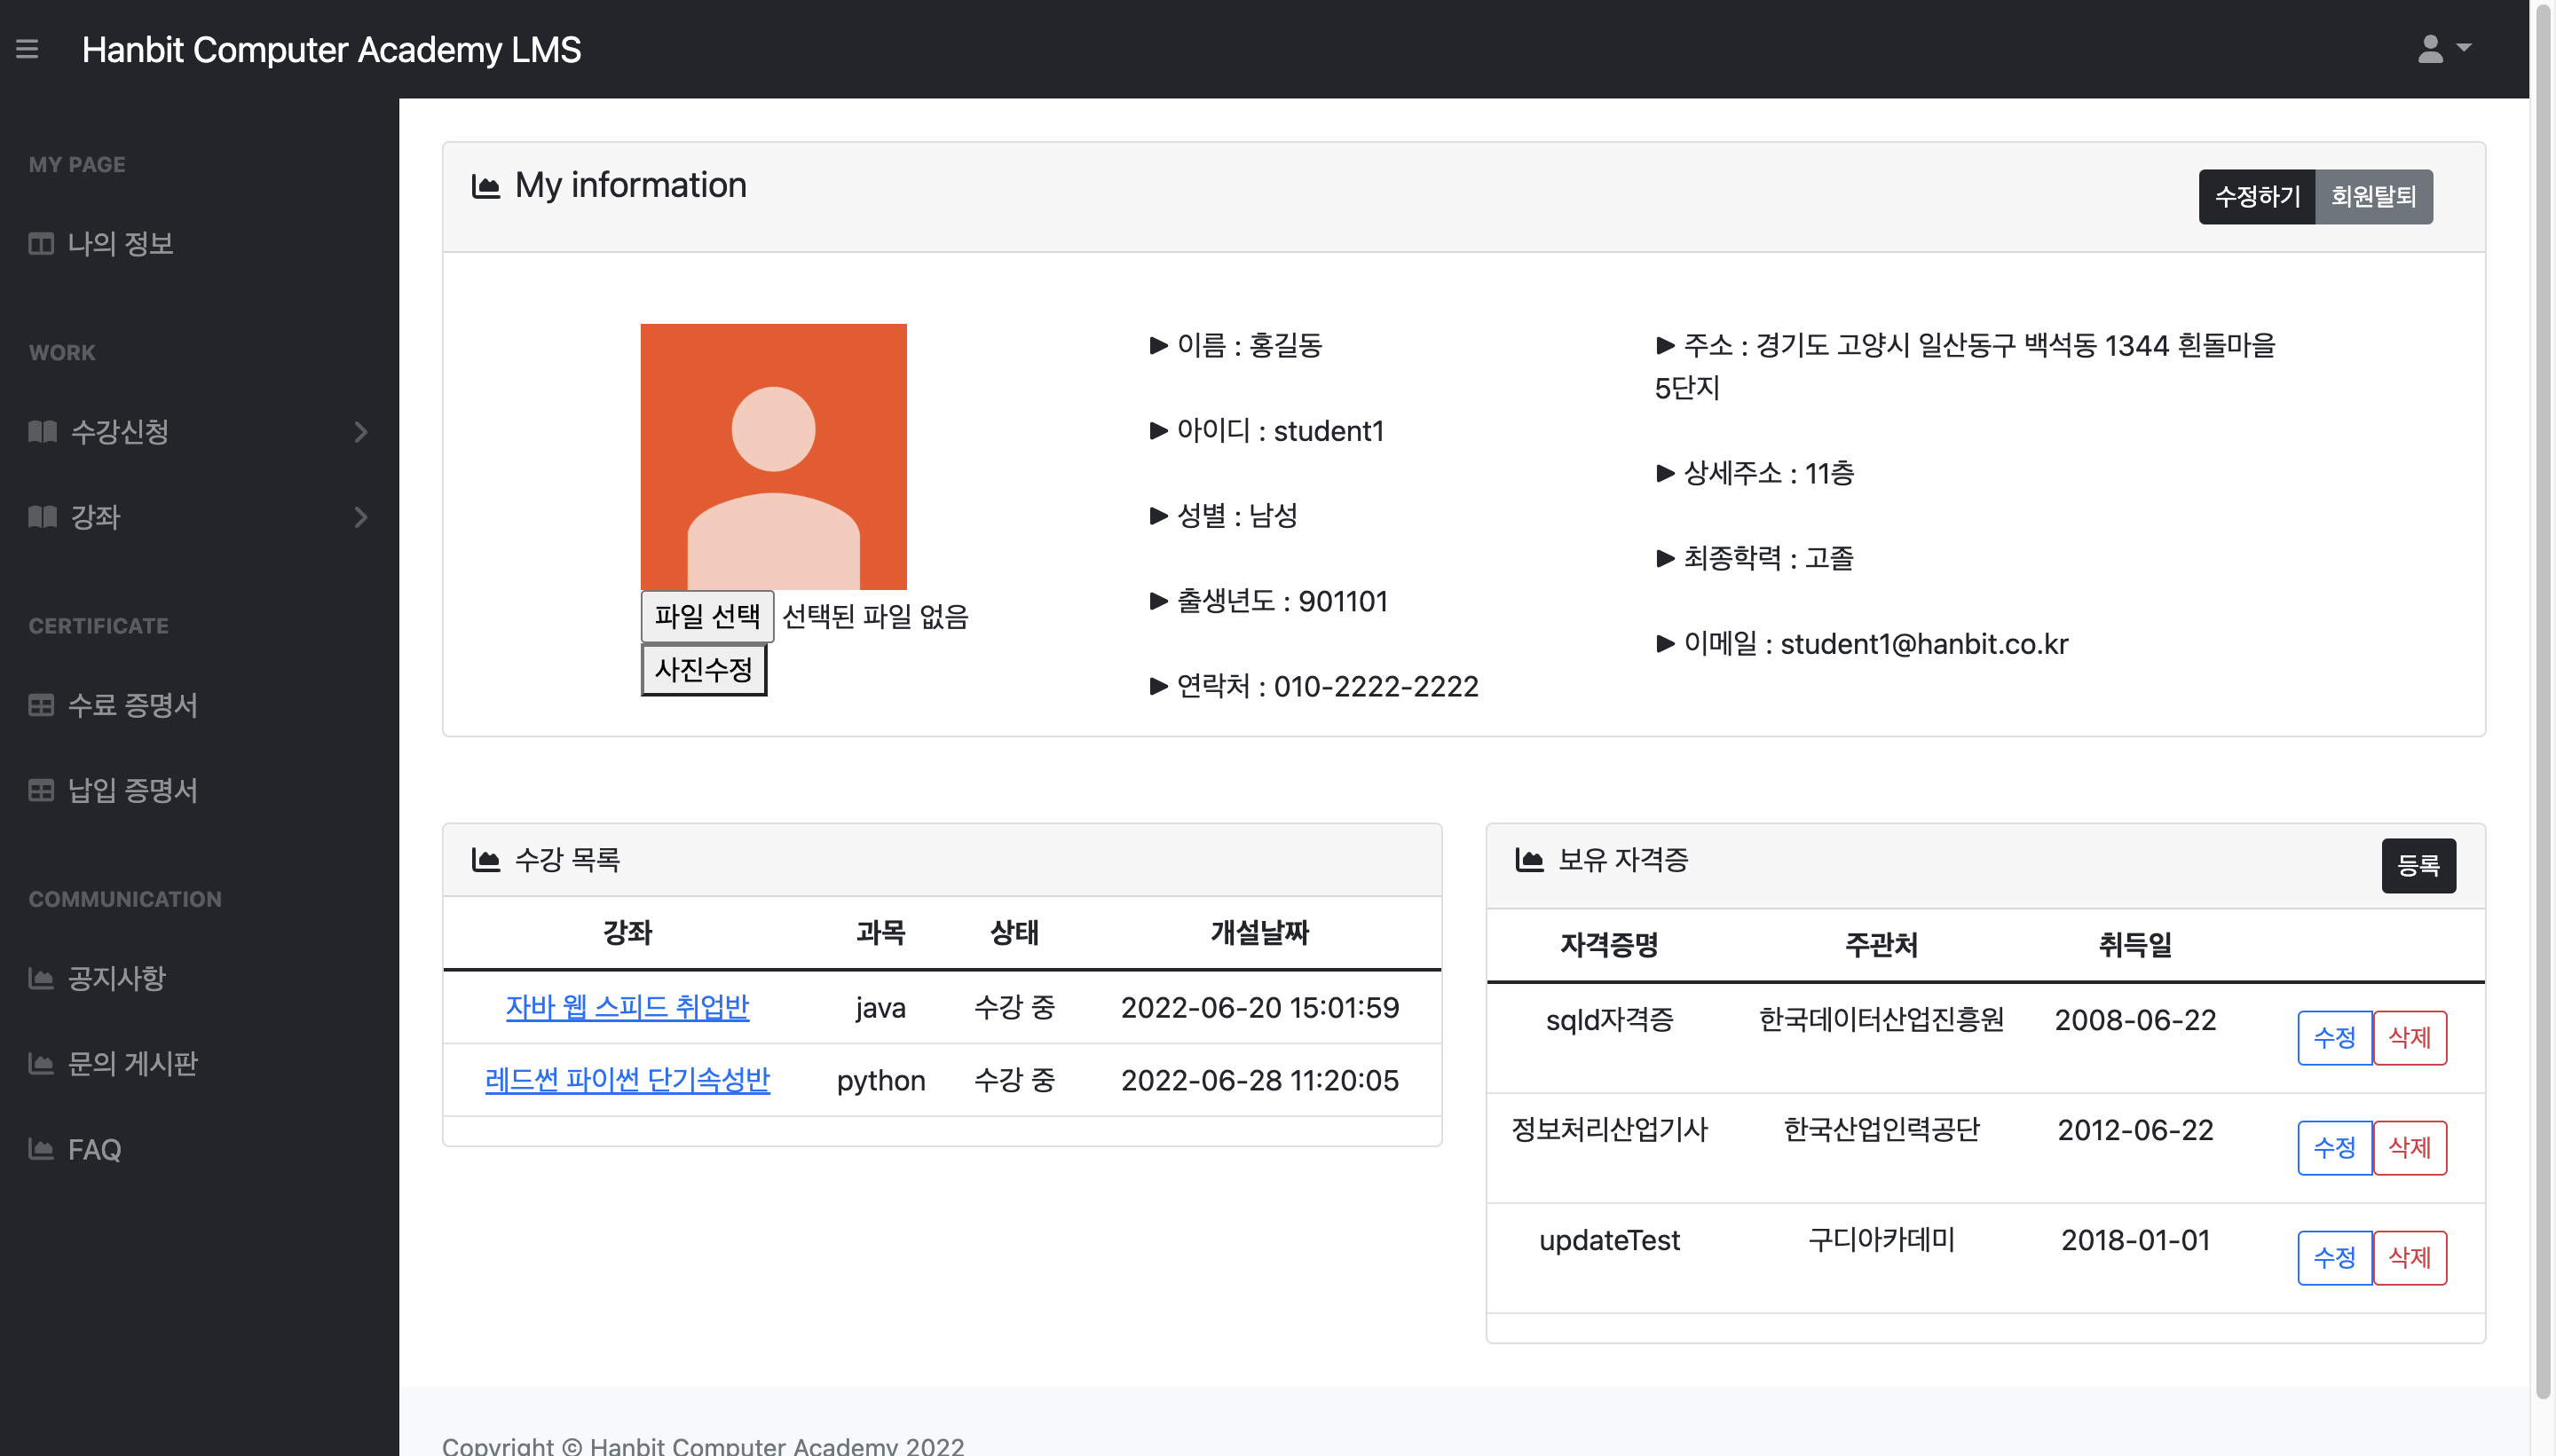 Hanbit Computer Academy LMS
MY PAGE
나의 정보
WORK
수강신청
강좌
CERTIFICATE
수료 증명서
납입 증명서
COMMUNICATION
공지사항
문의 게시판
FAQ
My information
수정하기 회원탈퇴
파일 선택 선택된 파일 없음
사진수정
▶ 이름 : 홍길동
▶ 아이디 : student1
▶ 성별 : 남성
▶ 출생년도 : 901101
▶ 연락처 : 010-2222-2222
▶ 주소 : 경기도 고양시 일산동구 백석동 1344 흰돌마을
5단지
▶ 상세주소 : 11층
▶ 최종학력 : 고졸
▶ 이메일 : student1@hanbit.co.kr
수강 목록
강좌 과목 상태 개설날짜
자바 웹 스피드 취업반 java 수강 중 2022-06-20 15:01:59
레드썬 파이썬 단기속성반 python 수강 중 2022-06-28 11:20:05
보유 자격증 등록
자격증명 주관처 취득일
sqld자격증 한국데이터산업진흥원 2008-06-22 수정 삭제
정보처리산업기사 한국산업인력공단 2012-06-22 수정 삭제
updateTest 구디아카데미 2018-01-01 수정 삭제
Copyright © Hanbit Computer Academy 2022